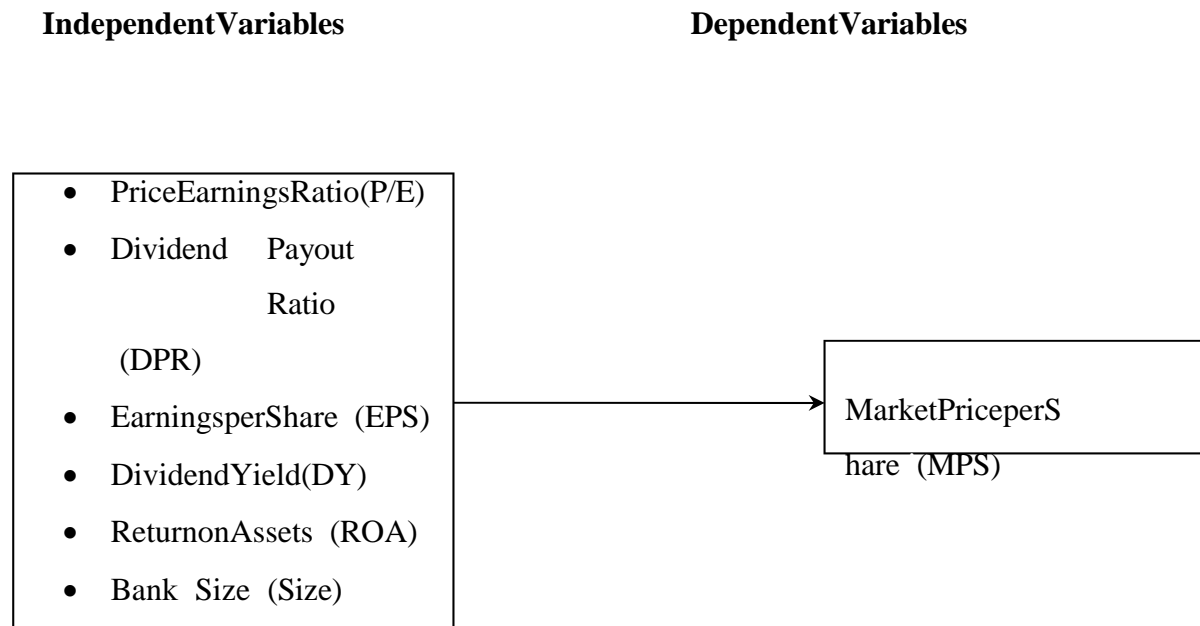 IndependentVariables DependentVariables
• PriceEarningsRatio(P/E)
• Dividend Payout
Ratio
(DPR)
• EarningsperShare (EPS)
• DividendYield(DY)
• ReturnonAssets (ROA)
• Bank Size (Size)
MarketPriceperS
hare (MPS)